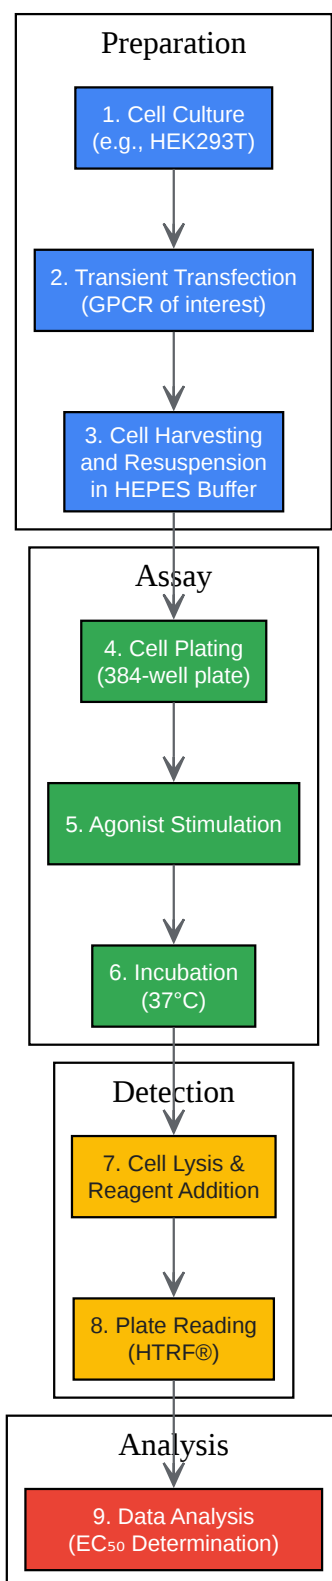 Preparation
1. Cell Culture
(e.g., HEK293T)
2. Transient Transfection
(GPCR of interest)
3. Cell Harvesting
and Resuspension
in HEPES Buffer
Assay
4. Cell Plating
(384-well plate)
5. Agonist Stimulation
6. Incubation
(37°C)
Detection
7. Cell Lysis &
Reagent Addition
8. Plate Reading
(HTRF®)
Analysis
9. Data Analysis
(EC₅₀ Determination)